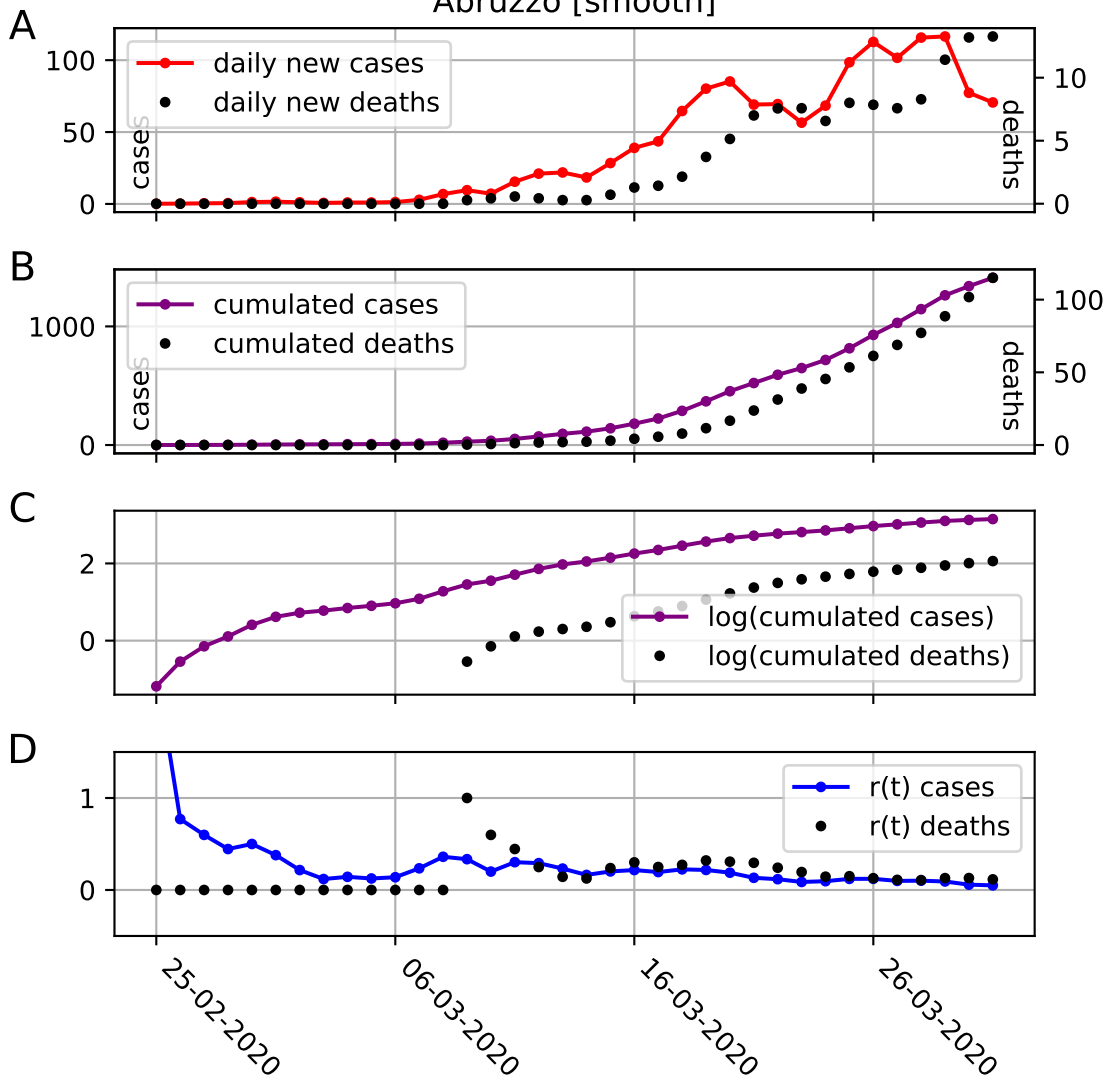 Abruzzo [smooth]
A
daily new cases
daily new deaths
100
50
0
cases
10
5
0
deaths
B
cumulated cases
cumulated deaths
1000
0
cases
100
50
0
deaths
C
2
0
log(cumulated cases)
log(cumulated deaths)
D
r(t) cases
r(t) deaths
1
0
25-02-2020
06-03-2020
16-03-2020
26-03-2020